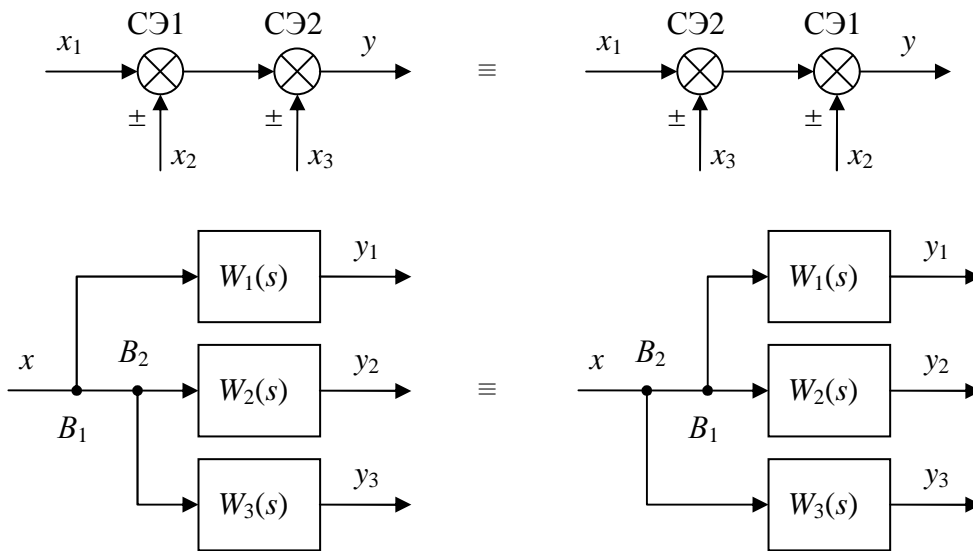 СЭ1 СЭ2 СЭ2 СЭ1
x₁ y ≡ x₁ y
± ± ± ±
x₂ x₃ x₃ x₂
y₁ y₁
W₁(s) W₁(s)
x B₂ y₂ x B₂ y₂
W₂(s) ≡ W₂(s)
B₁ B₁
y₃ y₃
W₃(s) W₃(s)